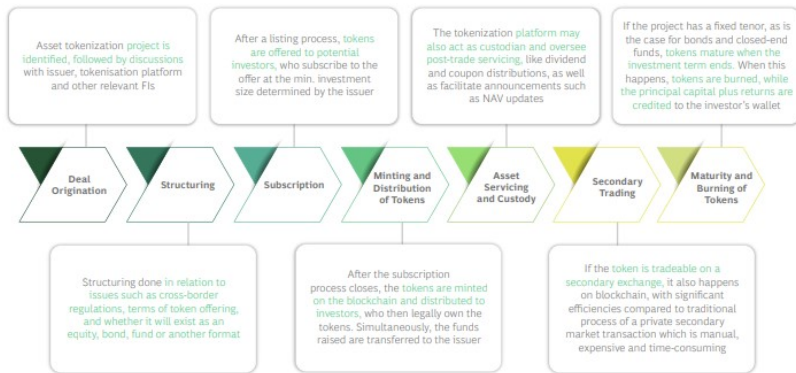 Asset tokenization project is
identified, followed by discussions
with issuer, tokenisation platform
and other relevant FIs
After a listing process, tokens
are offered to potential
investors, who subscribe to the
offer at the min. investment
size determined by the issuer
The tokenization platform may
also act as custodian and oversee
post-trade servicing, like dividend
and coupon distributions, as well
as facilitate announcements such
as NAV updates
If the project has a fixed tenor, as is
the case for bonds and closed-end
funds, tokens mature when the
investment term ends. When this
happens, tokens are burned, while
the principal capital plus returns are
credited to the investor's wallet
Deal
Origination
Structuring
Subscription
Minting and
Distribution
of Tokens
Asset
Servicing
and Custody
Secondary
Trading
Maturity and
Burning of
Tokens
Structuring done in relation to
issues such as cross-border
regulations, terms of token offering,
and whether it will exist as an
equity, bond, fund or another format
After the subscription
process closes, the tokens are minted
on the blockchain and distributed to
investors, who then legally own the
tokens. Simultaneously, the funds
raised are transferred to the issuer
If the token is tradeable on a
secondary exchange, it also happens
on blockchain, with significant
efficiencies compared to traditional
process of a private secondary
market transaction which is manual,
expensive and time-consuming